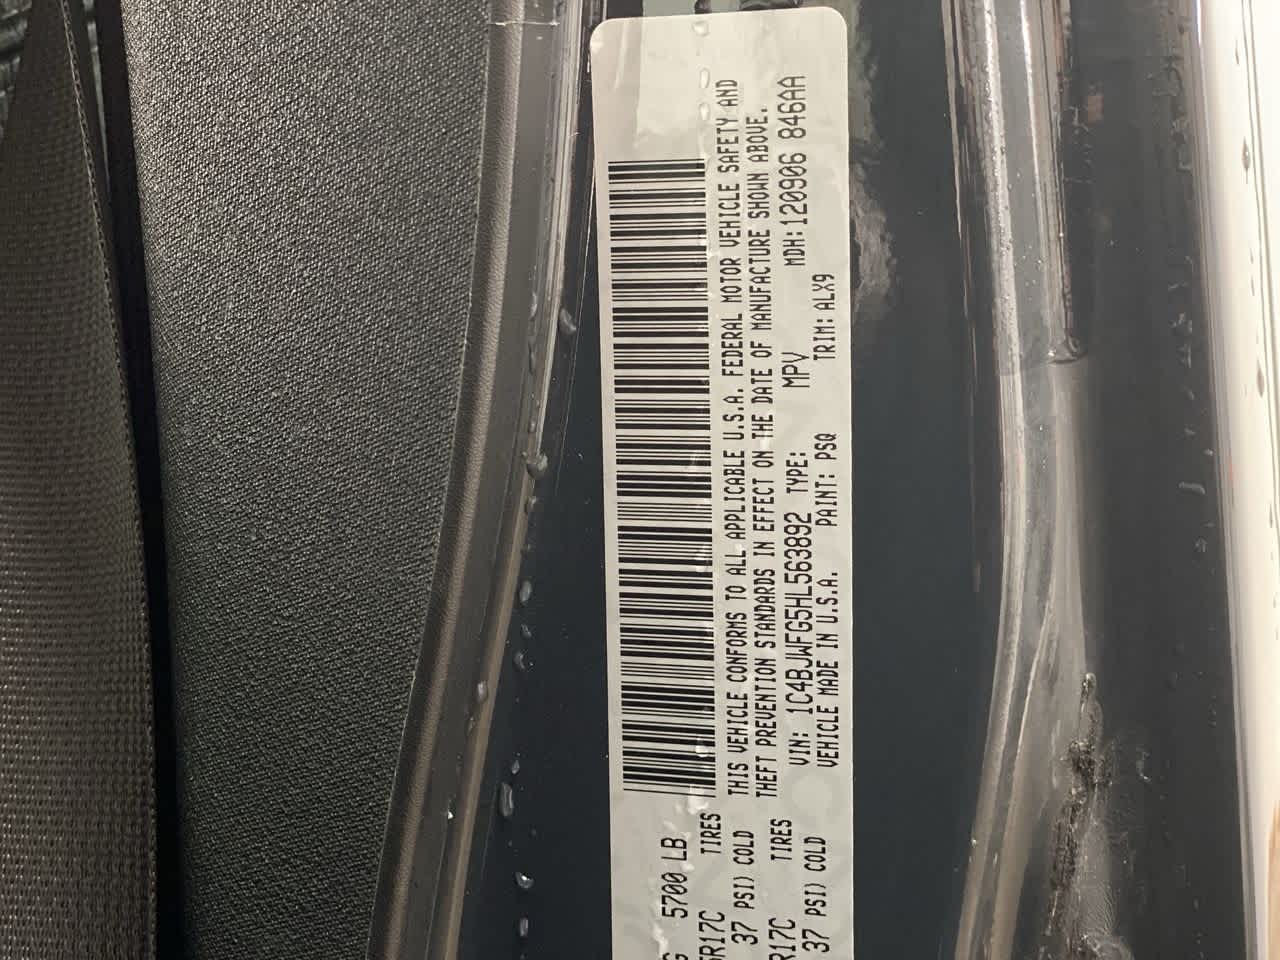 G 5700 LB
5R17C TIRES
37 PSI) COLD
R17C TIRES
37 PSI) COLD
THIS VEHICLE CONFORMS TO ALL APPLICABLE U.S.A. FEDERAL MOTOR VEHICLE SAFETY AND
THEFT PREVENTION STANDARDS IN EFFECT ON THE DATE OF MANUFACTURE SHOWN ABOVE.
VIN: 1C4BJWFG5HL563892 TYPE: MPV MDH:120906 846AA
VEHICLE MADE IN U.S.A. PAINT: PSQ TRIM: ALX9